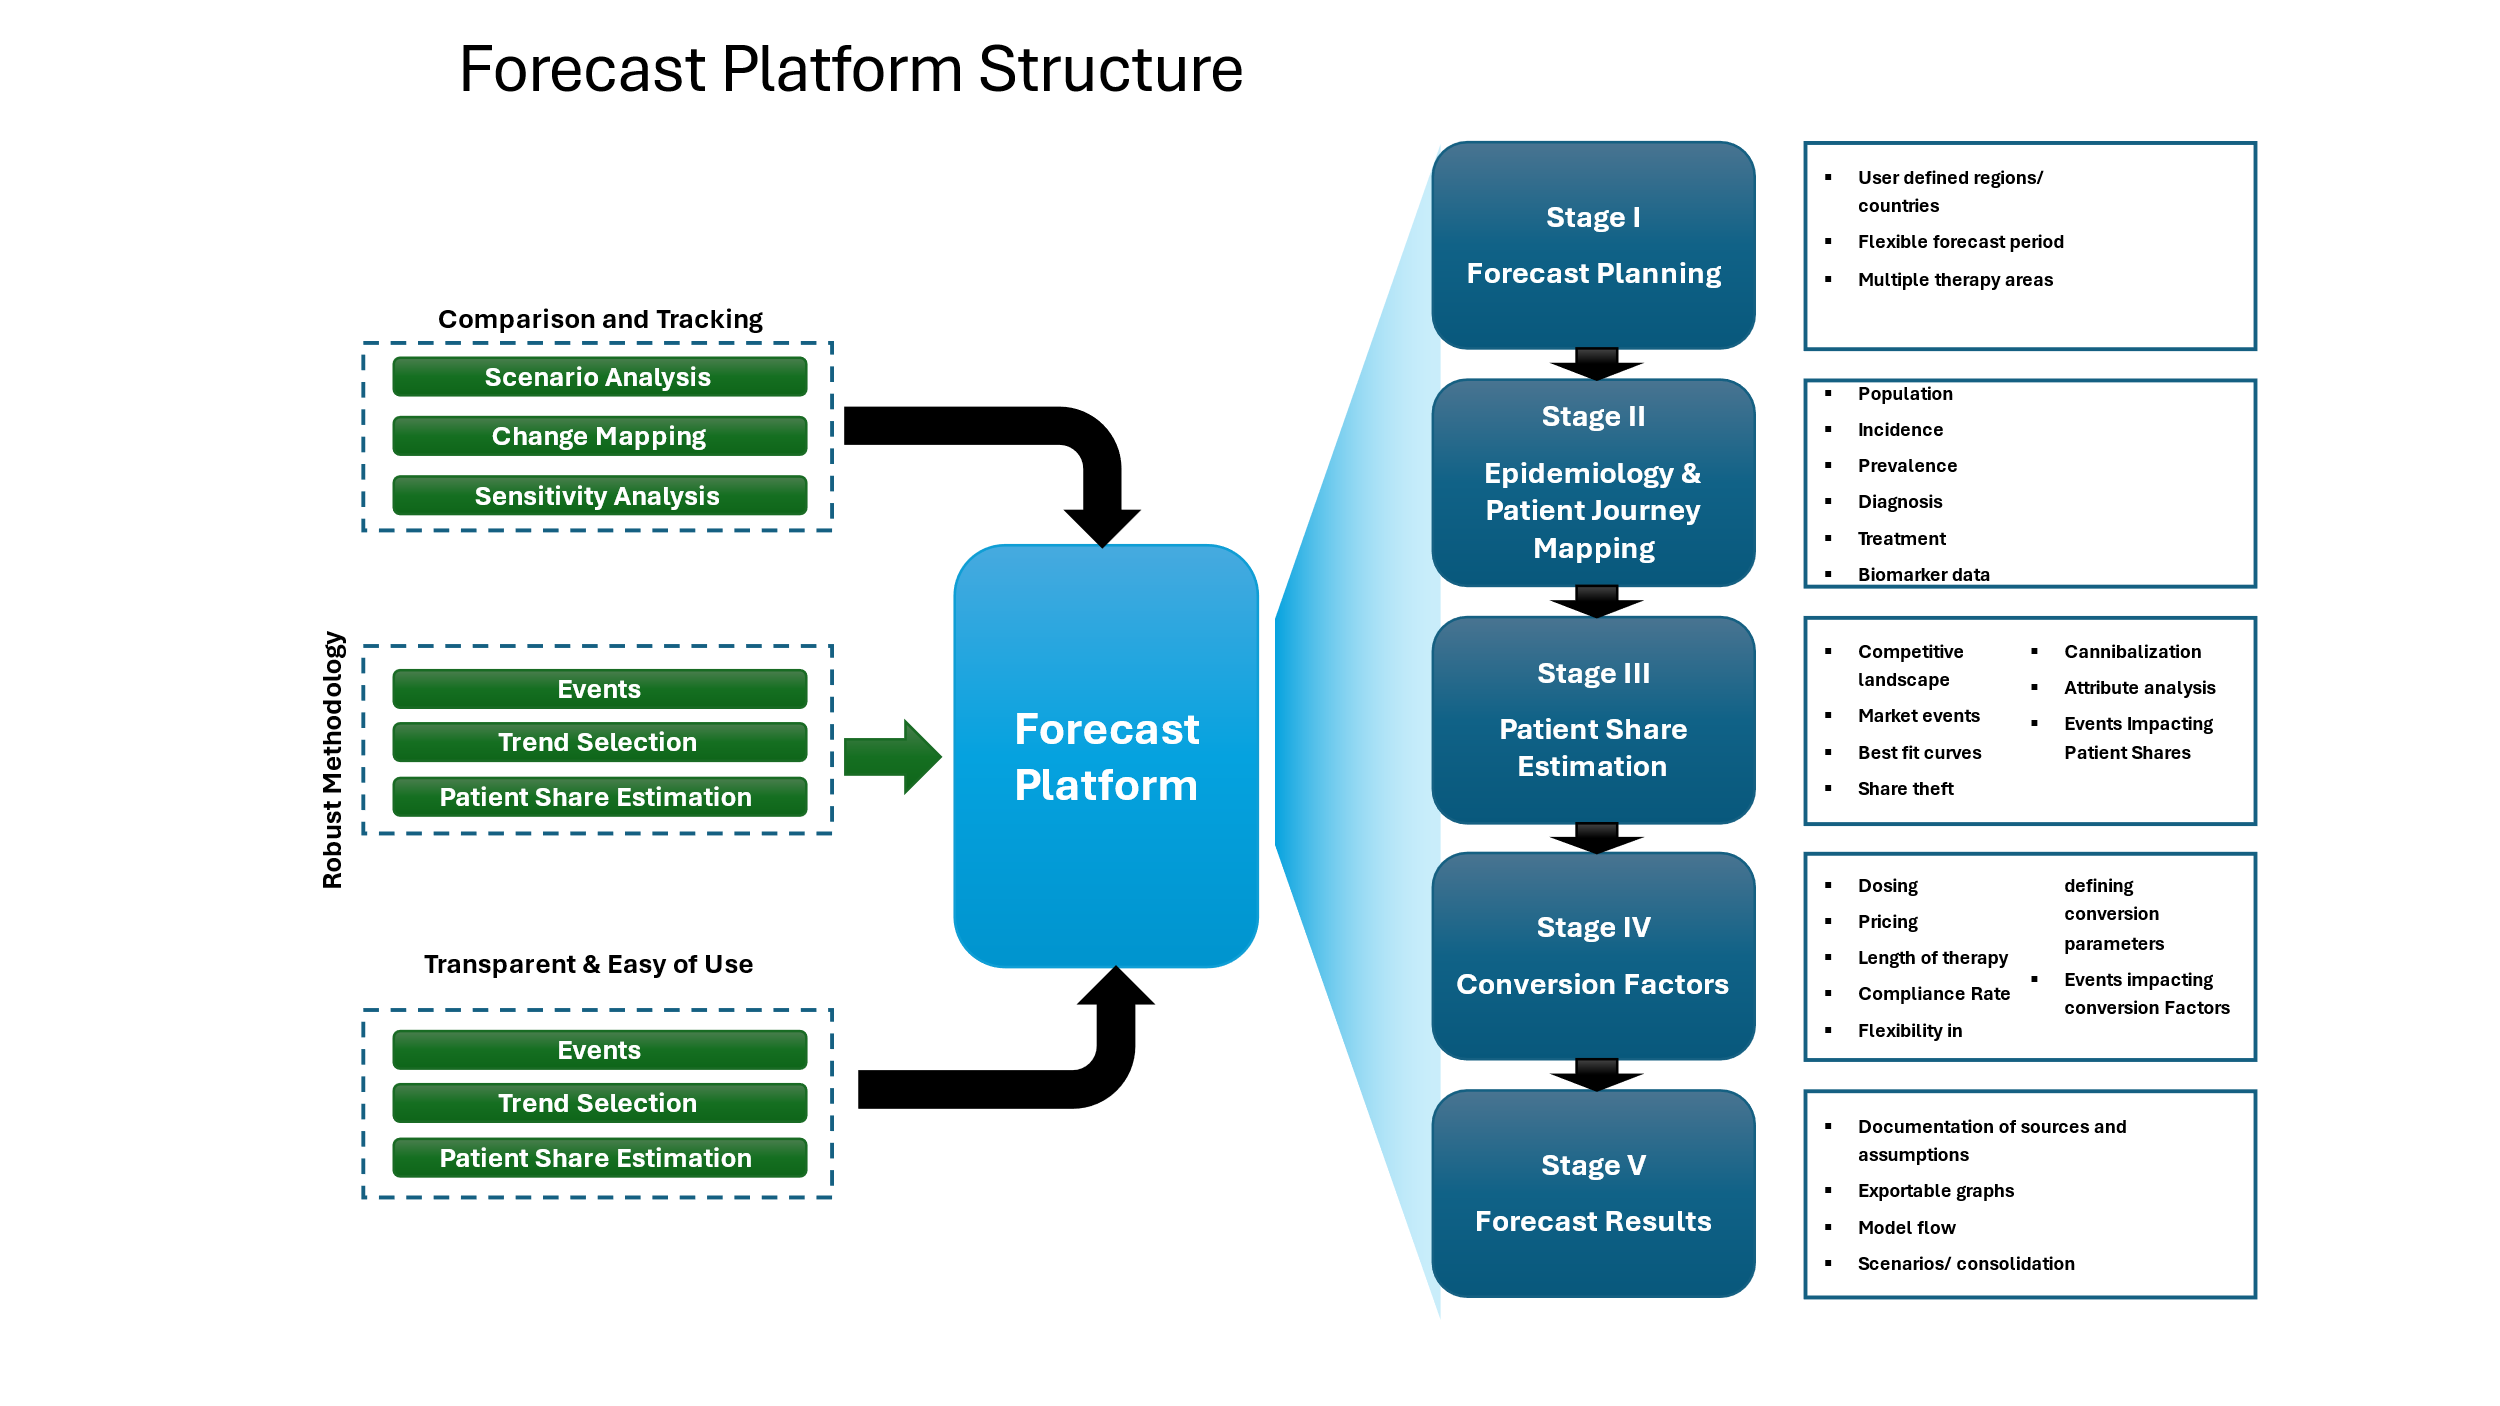 Forecast Platform Structure
Comparison and Tracking
Scenario Analysis
Change Mapping
Sensitivity Analysis
Robust Methodology
Events
Trend Selection
Patient Share Estimation
Transparent & Easy of Use
Events
Trend Selection
Patient Share Estimation
Forecast
Platform
Stage I
Forecast Planning
▪ User defined regions/
countries
▪ Flexible forecast period
▪ Multiple therapy areas
Stage II
Epidemiology &
Patient Journey
Mapping
▪ Population
▪ Incidence
▪ Prevalence
▪ Diagnosis
▪ Treatment
▪ Biomarker data
Stage III
Patient Share
Estimation
▪ Competitive
landscape
▪ Market events
▪ Best fit curves
▪ Share theft
▪ Cannibalization
▪ Attribute analysis
▪ Events Impacting
Patient Shares
Stage IV
Conversion Factors
▪ Dosing
▪ Pricing
▪ Length of therapy
▪ Compliance Rate
▪ Flexibility in
defining
conversion
parameters
▪ Events impacting
conversion Factors
Stage V
Forecast Results
▪ Documentation of sources and
assumptions
▪ Exportable graphs
▪ Model flow
▪ Scenarios/ consolidation